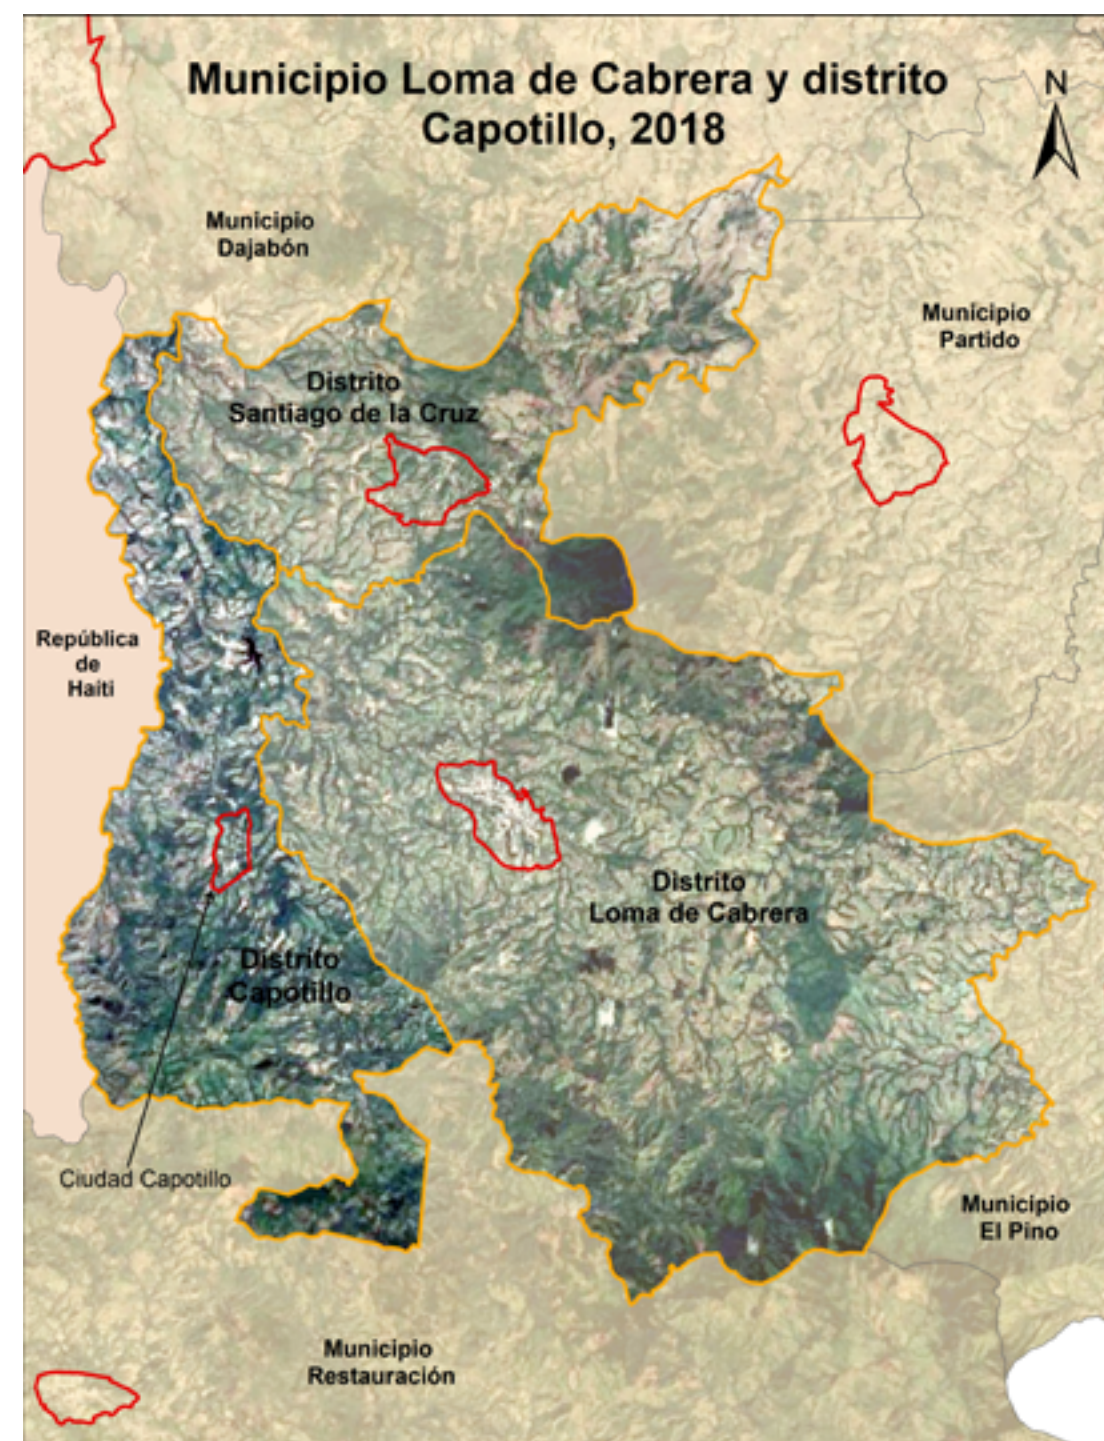 Municipio Loma de Cabrera y distrito
Capotillo, 2018
N
Municipio
Dajabón
Municipio
Partido
Distrito
Santiago de la Cruz
República
de
Haiti
Distrito
Loma de Cabrera
Distrito
Capotillo
Ciudad Capotillo
Municipio
El Pino
Municipio
Restauración